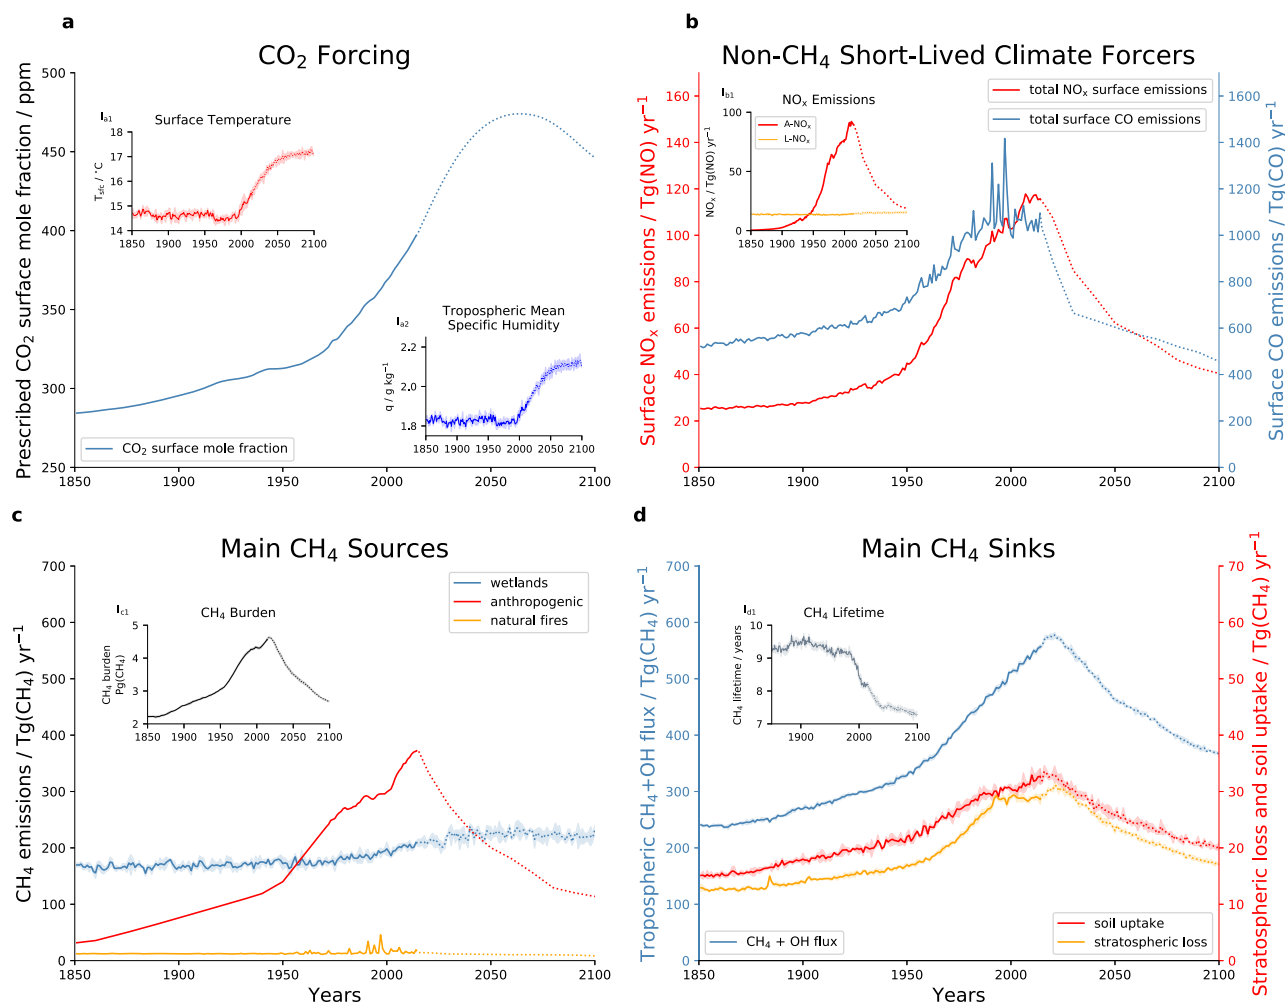 a
CO₂ Forcing
Prescribed CO₂ surface mole fraction / ppm
500
450
400
350
300
250
1850
1900
1950
2000
2050
2100
CO₂ surface mole fraction
Iₐ₁
Surface Temperature
T_sfc / °C
18
17
16
15
14
1850 1900 1950 2000 2050 2100
Iₐ₂
Tropospheric Mean
Specific Humidity
q / g kg⁻¹
2.2
2.0
1.8
1850 1900 1950 2000 2050 2100
b
Non-CH₄ Short-Lived Climate Forcers
Surface NOₓ emissions / Tg(NO) yr⁻¹
160
140
120
100
80
60
40
20
0
1850
1900
1950
2000
2050
2100
total NOₓ surface emissions
total surface CO emissions
Surface CO emissions / Tg(CO) yr⁻¹
1600
1400
1200
1000
800
600
400
200
0
I_b1
NOₓ Emissions
NOₓ / Tg(NO) yr⁻¹
100
50
0
A-NOₓ
L-NOₓ
1850 1900 1950 2000 2050 2100
c
Main CH₄ Sources
CH₄ emissions / Tg(CH₄) yr⁻¹
700
600
500
400
300
200
100
0
1850
1900
1950
2000
2050
2100
Years
wetlands
anthropogenic
natural fires
I_c1
CH₄ Burden
CH₄ burden
Pg(CH₄)
5
4
3
2
1850 1900 1950 2000 2050 2100
d
Main CH₄ Sinks
Tropospheric CH₄+OH flux / Tg(CH₄) yr⁻¹
700
600
500
400
300
200
100
0
1850
1900
1950
2000
2050
2100
Years
CH₄ + OH flux
soil uptake
stratospheric loss
Stratospheric loss and soil uptake / Tg(CH₄) yr⁻¹
70
60
50
40
30
20
10
0
I_d1
CH₄ Lifetime
CH₄ lifetime / years
10
9
8
7
1900 1950 2000 2050 2100